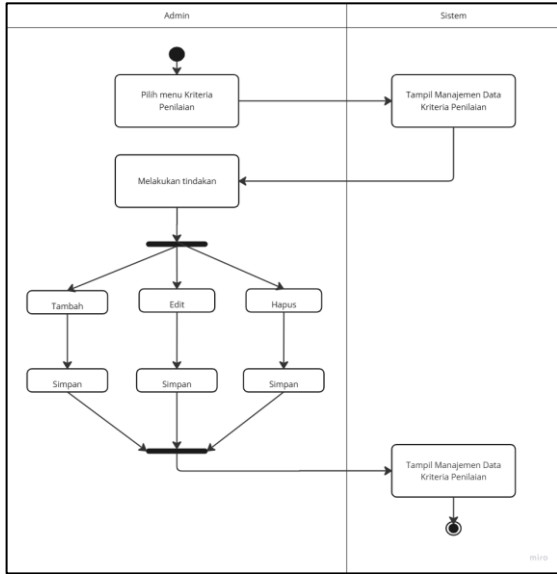 Admin
Sistem
Pilih menu Kriteria
Penilaian
Tampil Manajemen Data
Kriteria Penilaian
Melakukan tindakan
Tambah
Edit
Hapus
Simpan
Simpan
Simpan
Tampil Manajemen Data
Kriteria Penilaian
miro